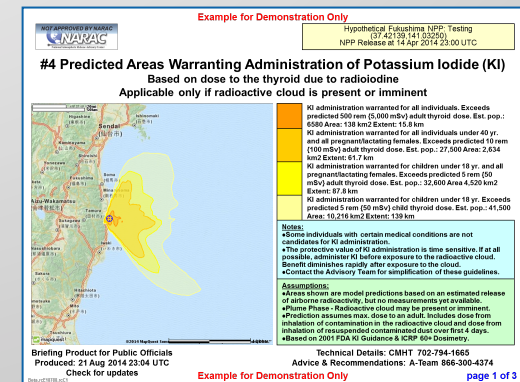 Example for Demonstration Only
NOT APPROVED BY NARAC
NARAC
Hypothetical Fukushima NPP: Testing
(37.42139,141.03250)
NPP Release at 14 Apr 2014 23:00 UTC
#4 Predicted Areas Warranting Administration of Potassium Iodide (KI)
Based on dose to the thyroid due to radioiodine
Applicable only if radioactive cloud is present or imminent
Sendai
Fukushima
Aizu-Wakamatsu
KI administration warranted for all individuals. Exceeds
predicted 500 rem (5,000 mSv) adult thyroid dose. Est. pop.:
6580 Area: 138 km2 Extent: 15.8 km
KI administration warranted for all individuals under 40 yr.
and all pregnant/lactating females. Exceeds predicted 10 rem
(100 mSv) adult thyroid dose. Est. pop.: 27,500 Area: 2,634
km2 Extent: 61.7 km
KI administration warranted for children under 18 yr. and all
pregnant/lactating females. Exceeds predicted 5 rem (50
mSv) adult thyroid dose. Est. pop.: 32,600 Area 4,520 km2
Extent: 87.8 km
KI administration warranted for children under 18 yr. Exceeds
predicted 5 rem (50 mSv) child thyroid dose. Est. pop.: 41,500
Area: 10,216 km2 Extent: 139 km
Notes:
●Some individuals with certain medical conditions are not
candidates for KI administration.
●The protective value of KI administration is time sensitive. If at all
possible, administer KI before exposure to the radioactive cloud.
Benefit diminishes rapidly after exposure to the cloud.
●Contact the Advisory Team for simplification of these guidelines.
Assumptions:
●Areas shown are model predictions based on an estimated release
of airborne radioactivity, but no measurements yet available.
●Plume Phase - Radioactive cloud may be present or imminent.
●Prediction assumes max. dose to an adult. Includes dose from
inhalation of contamination in the radioactive cloud and dose from
inhalation of resuspended contaminated dust over first 4 days.
●Based on 2001 FDA KI Guidance & ICRP 60+ Dosimetry.
Briefing Product for Public Officials
Produced: 21 Aug 2014 23:04 UTC
Check for updates
Technical Details: CMHT 702-794-1665
Advice & Recommendations: A-Team 866-300-4374
Example for Demonstration Only
page 1 of 3